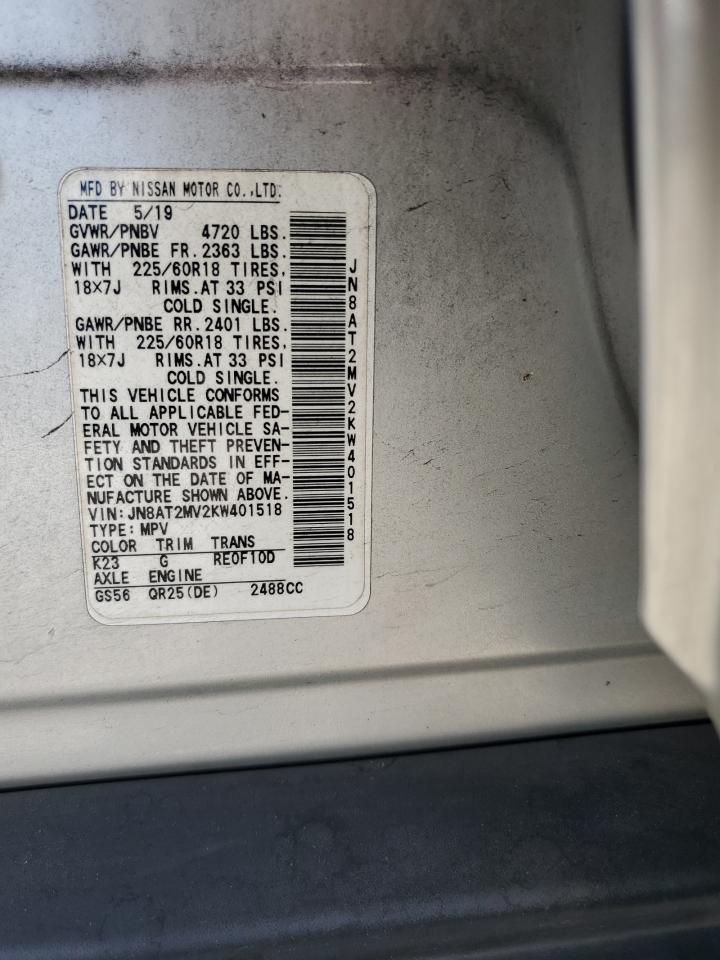 MFD BY NISSAN MOTOR CO.,LTD.
DATE 5/19
GVWR/PNBV 4720 LBS.
GAWR/PNBE FR. 2363 LBS.
WITH 225/60R18 TIRES,
18X7J RIMS.AT 33 PSI
COLD SINGLE.
GAWR/PNBE RR. 2401 LBS.
WITH 225/60R18 TIRES,
18X7J RIMS.AT 33 PSI
COLD SINGLE.
THIS VEHICLE CONFORMS
TO ALL APPLICABLE FED-
ERAL MOTOR VEHICLE SA-
FETY AND THEFT PREVEN-
TION STANDARDS IN EFF-
ECT ON THE DATE OF MA-
NUFACTURE SHOWN ABOVE.
VIN: JN8AT2MV2KW401518
TYPE: MPV
COLOR TRIM TRANS
K23 G RE0F10D
AXLE ENGINE
GS56 QR25(DE) 2488CC
JN8AT2MV2KW401518